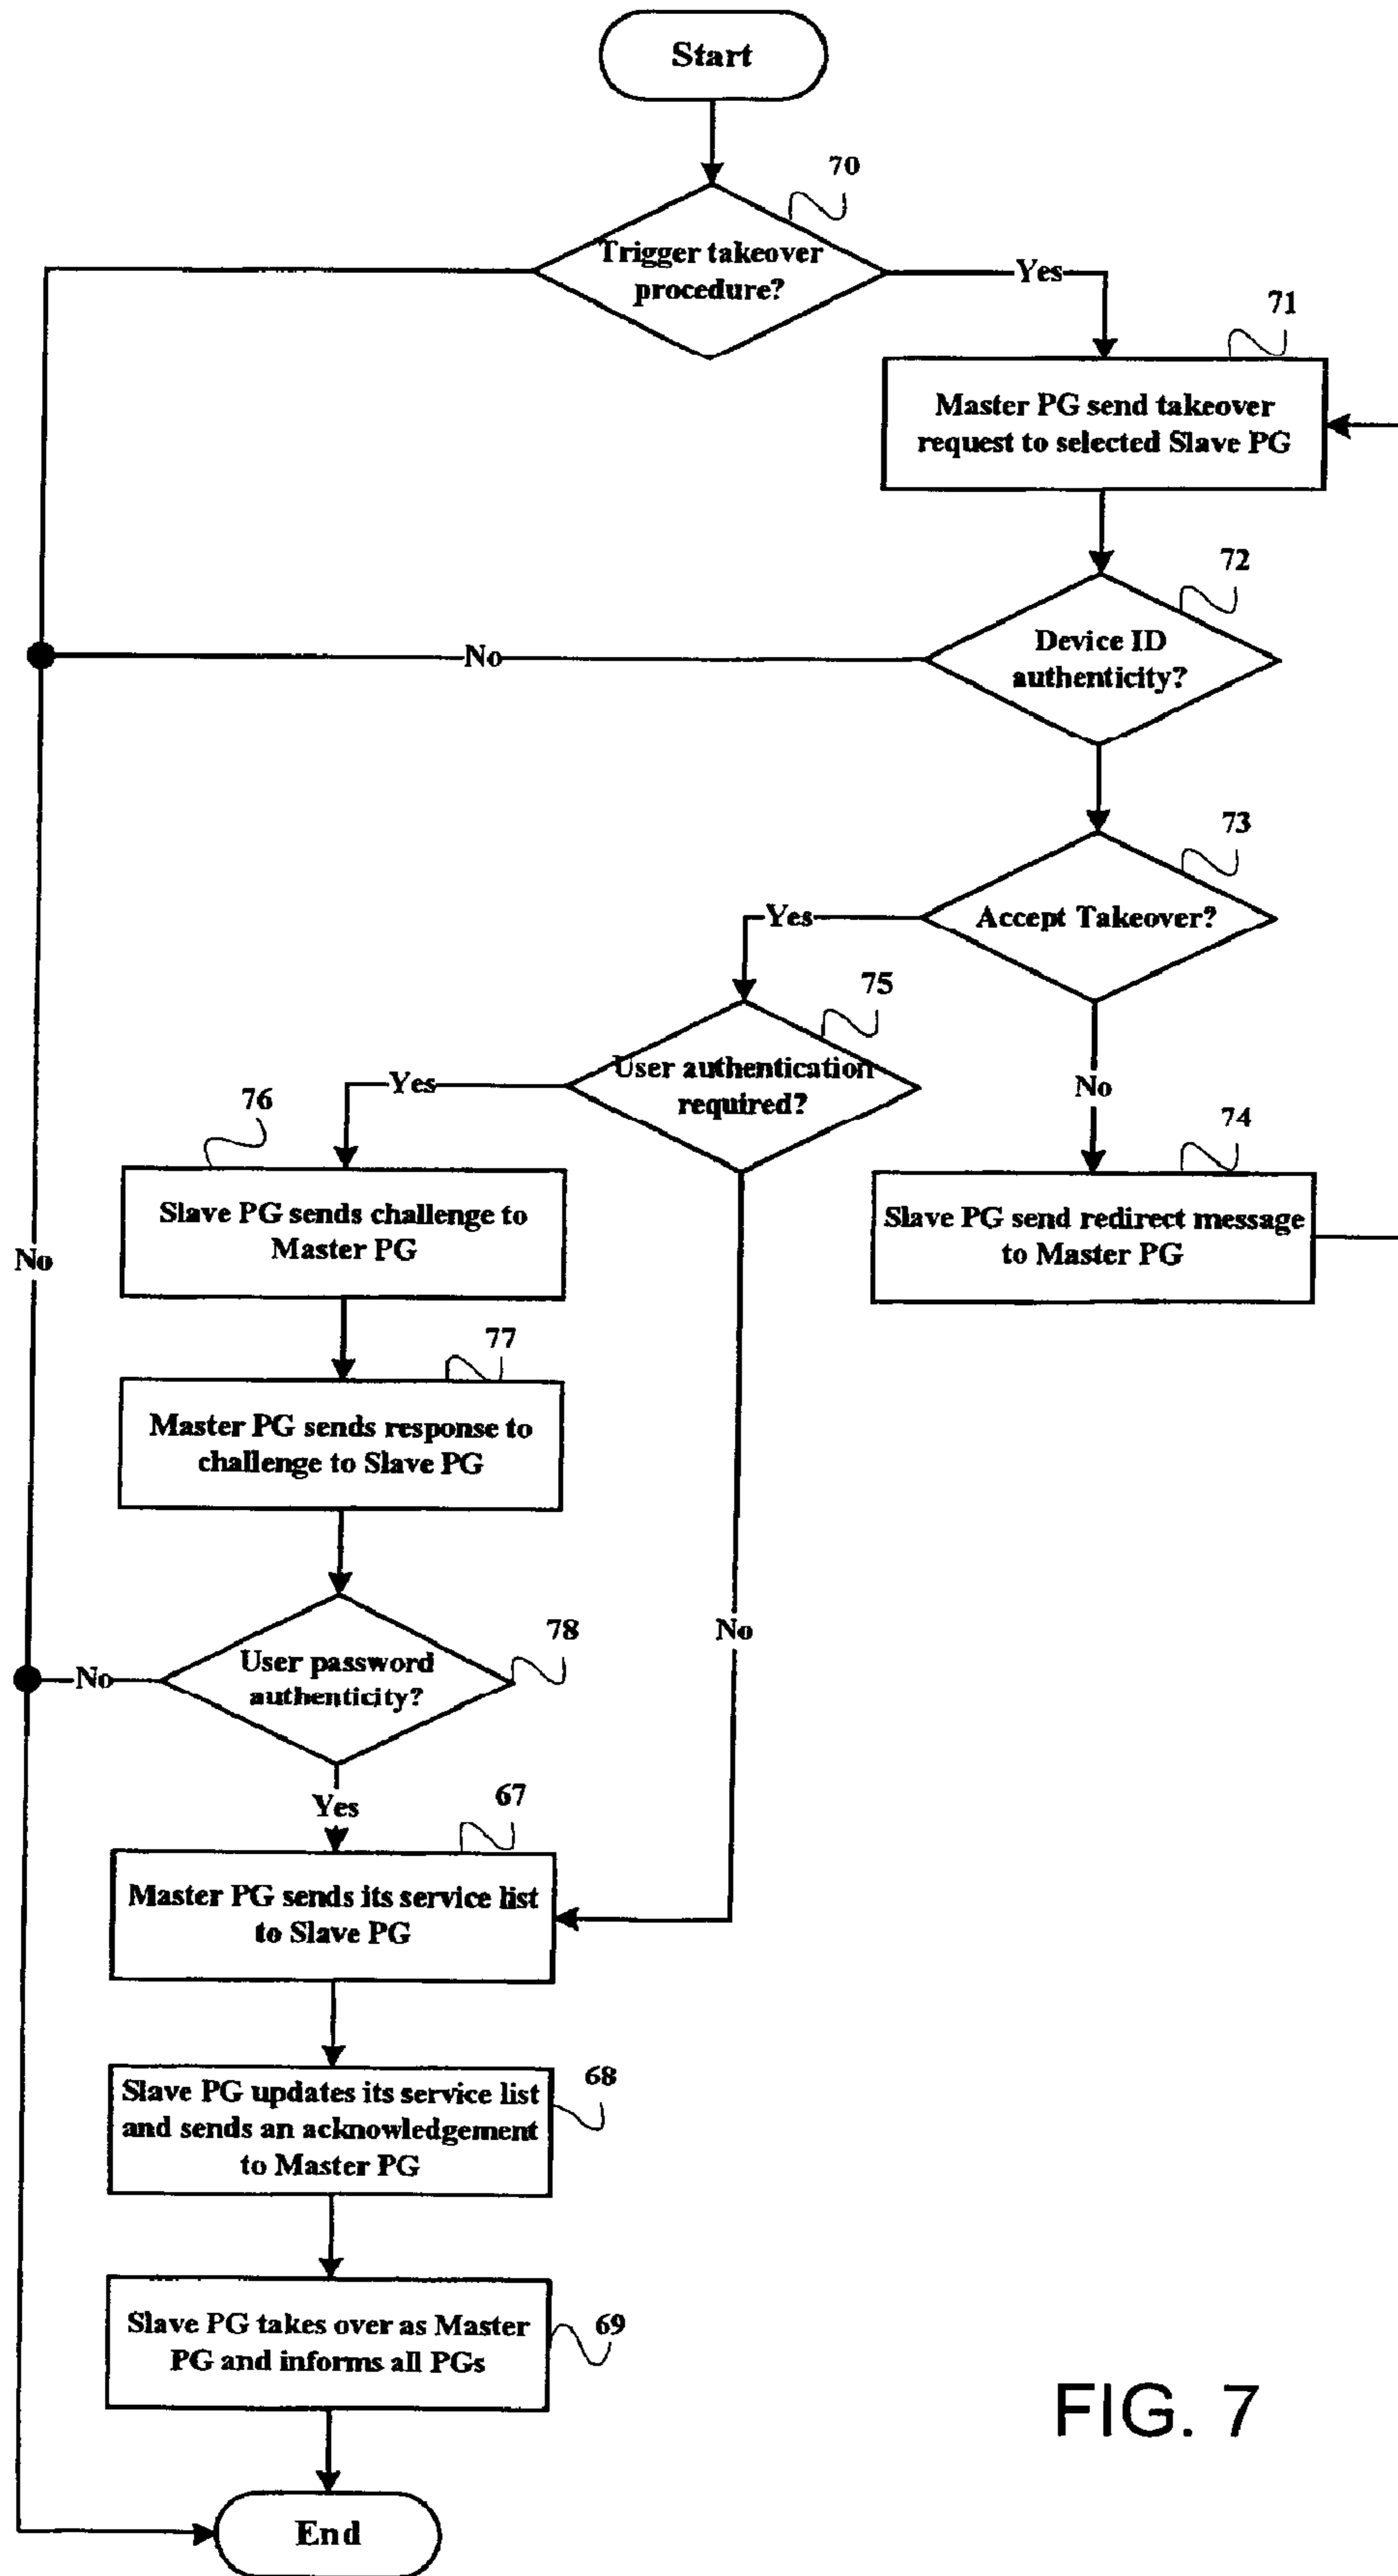 Start
70
Trigger takeover
procedure?
Yes
71
Master PG send takeover
request to selected Slave PG
72
Device ID
authenticity?
No
73
Accept Takeover?
Yes
75
User authentication
required?
No
Yes
76
74
Slave PG sends challenge to
Master PG
Slave PG send redirect message
to Master PG
No
77
Master PG sends response to
challenge to Slave PG
No
78
User password
authenticity?
No
Yes
67
Master PG sends its service list
to Slave PG
68
Slave PG updates its service list
and sends an acknowledgement
to Master PG
69
Slave PG takes over as Master
PG and informs all PGs
FIG. 7
End